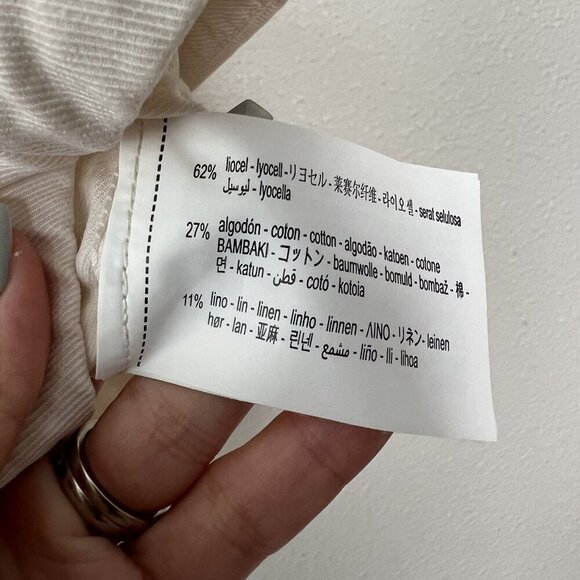 62% liocel - lyocell - リヨセル - 莱赛尔纤维 - 라이오셀 - serat selulosa
ليوسيل - lyocella
27% algodón - coton - cotton - algodão - katoen - cotone
BAMBAKI - コットン - baumwolle - bomuld - bombaž - 棉 -
면 - katun - قطن - cotó - kotoia
11% lino - lin - linen - linho - linnen - ΛΙΝΟ - リネン - leinen
hør - lan - 亚麻 - 린넨 - مشمع - liño - lli - lihoa